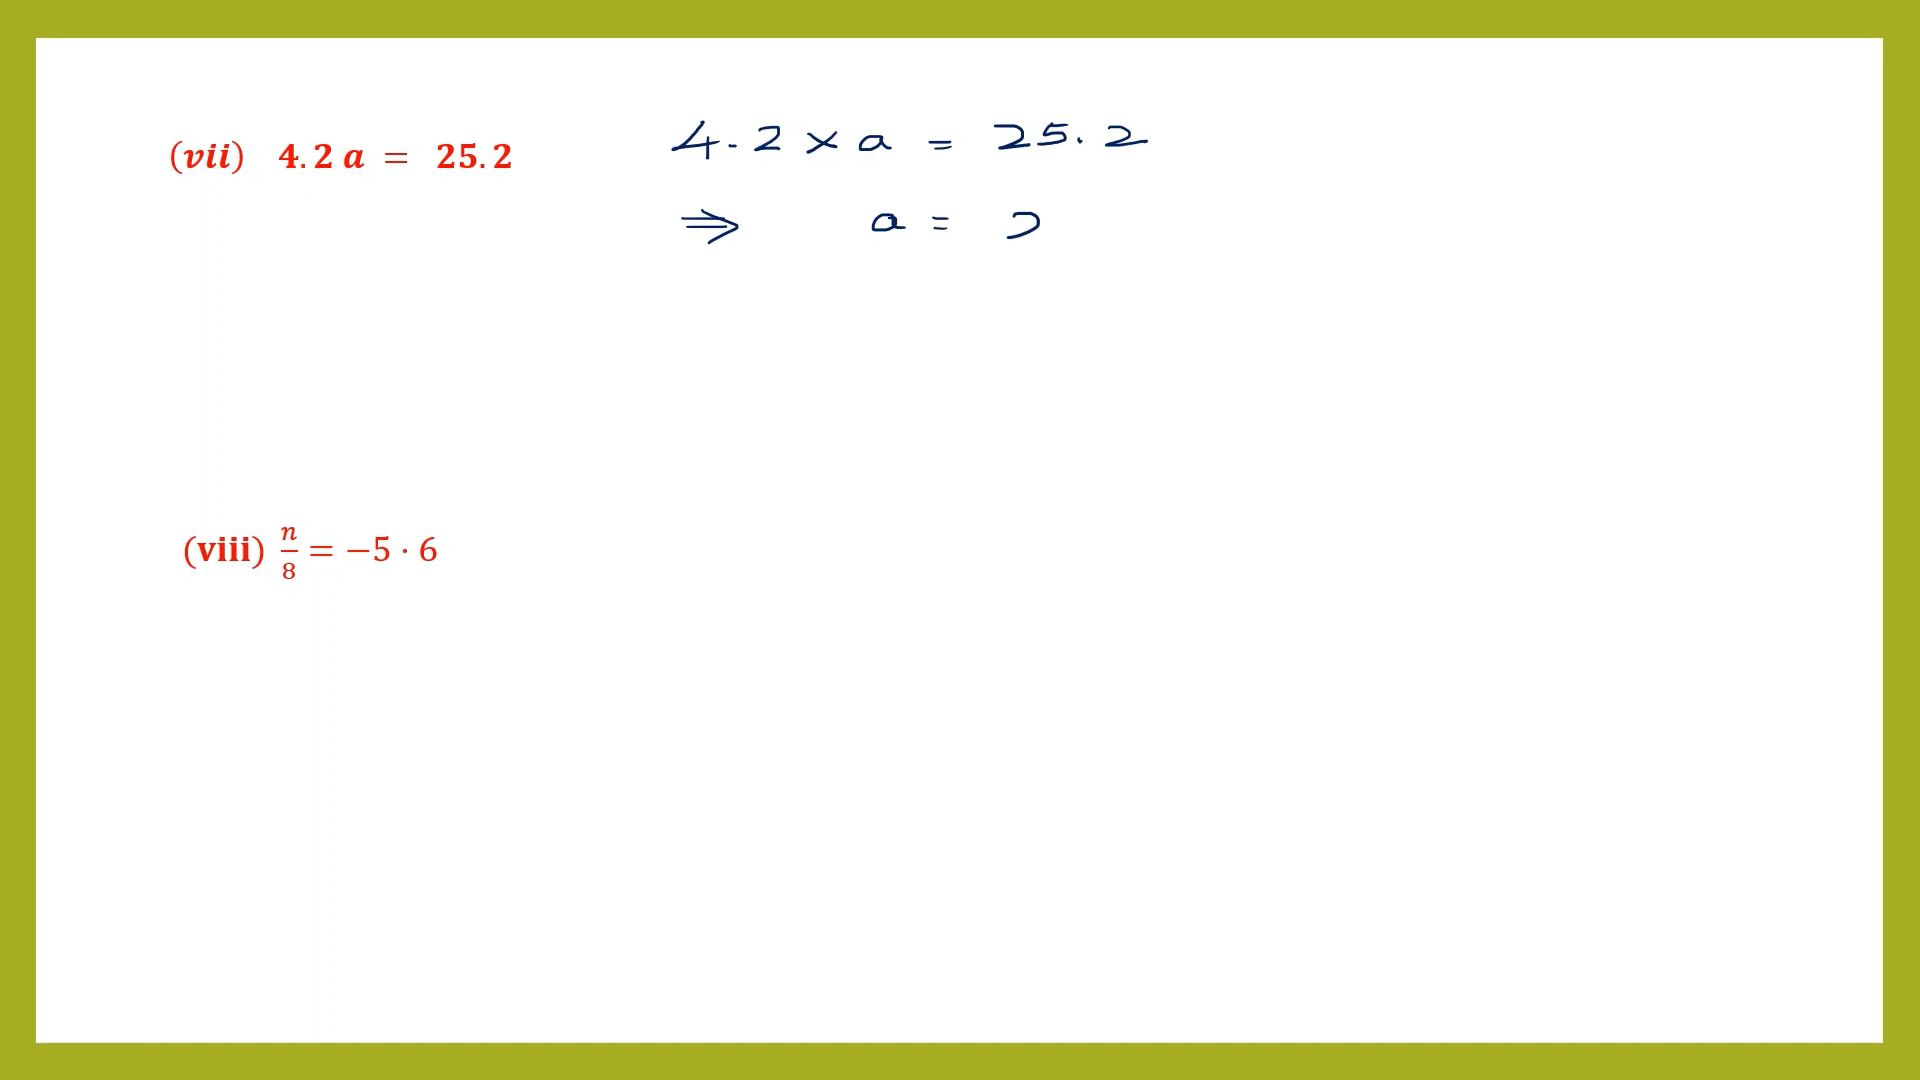 (vii) 4.2 a = 25.2
4.2 × a = 25.2
⇒ a =
(viii) n/8 = −5 · 6